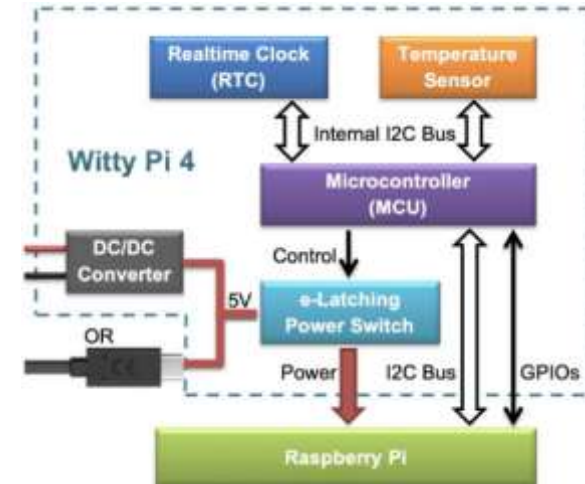 Realtime Clock
(RTC)
Temperature
Sensor
Internal I2C Bus
Witty Pi 4
Microcontroller
(MCU)
DC/DC
Converter
Control
5V
e-Latching
Power Switch
OR
Power
I2C Bus
GPIOs
Raspberry Pi